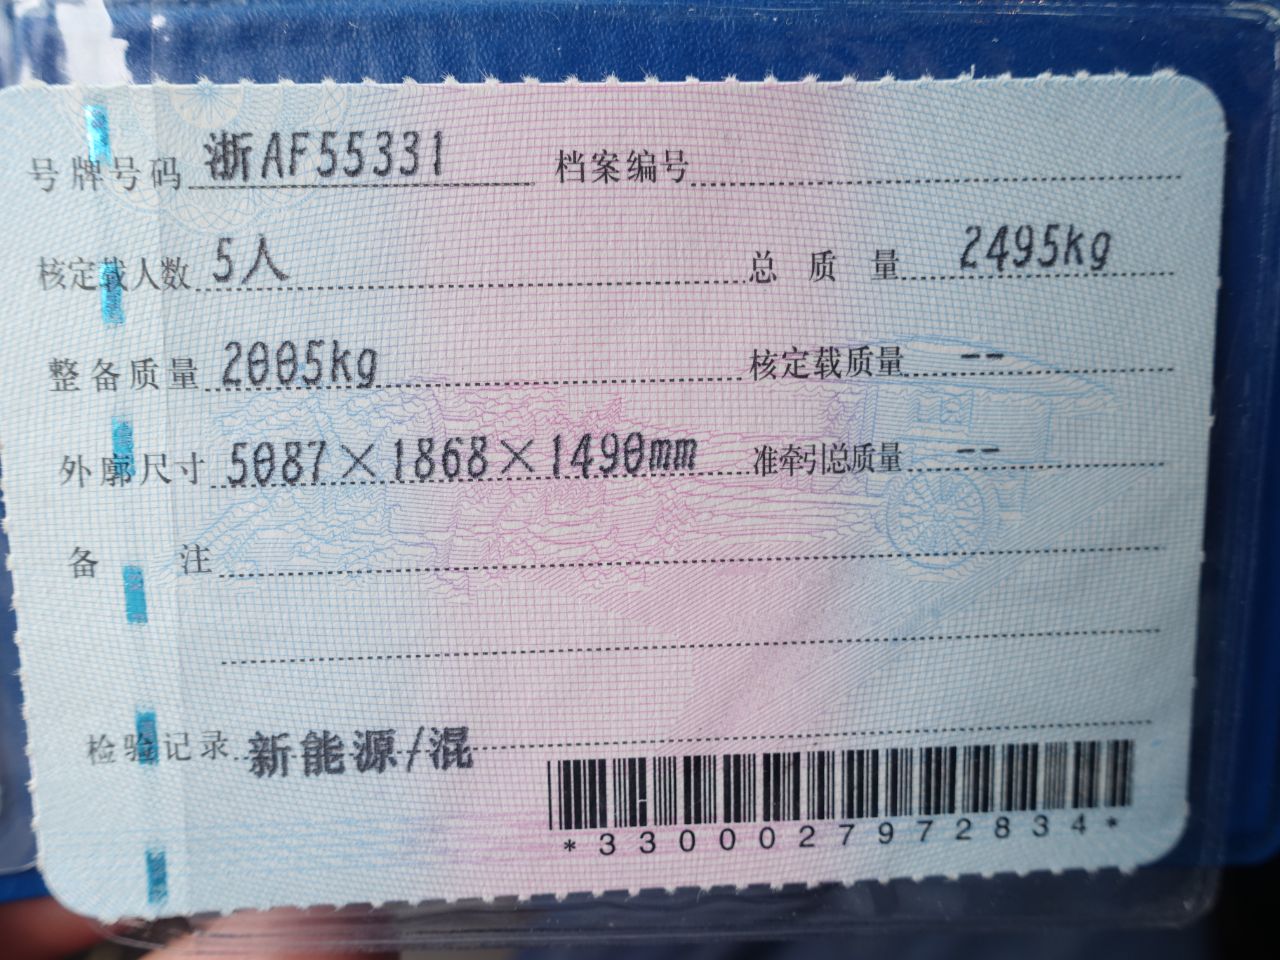 号牌号码 浙AF55331 档案编号
核定载人数 5人 总质量 2495kg
整备质量 2005kg 核定载质量 --
外廓尺寸 5087×1868×1490mm 准牵引总质量 --
备注
检验记录 新能源/混
*3300027972834*